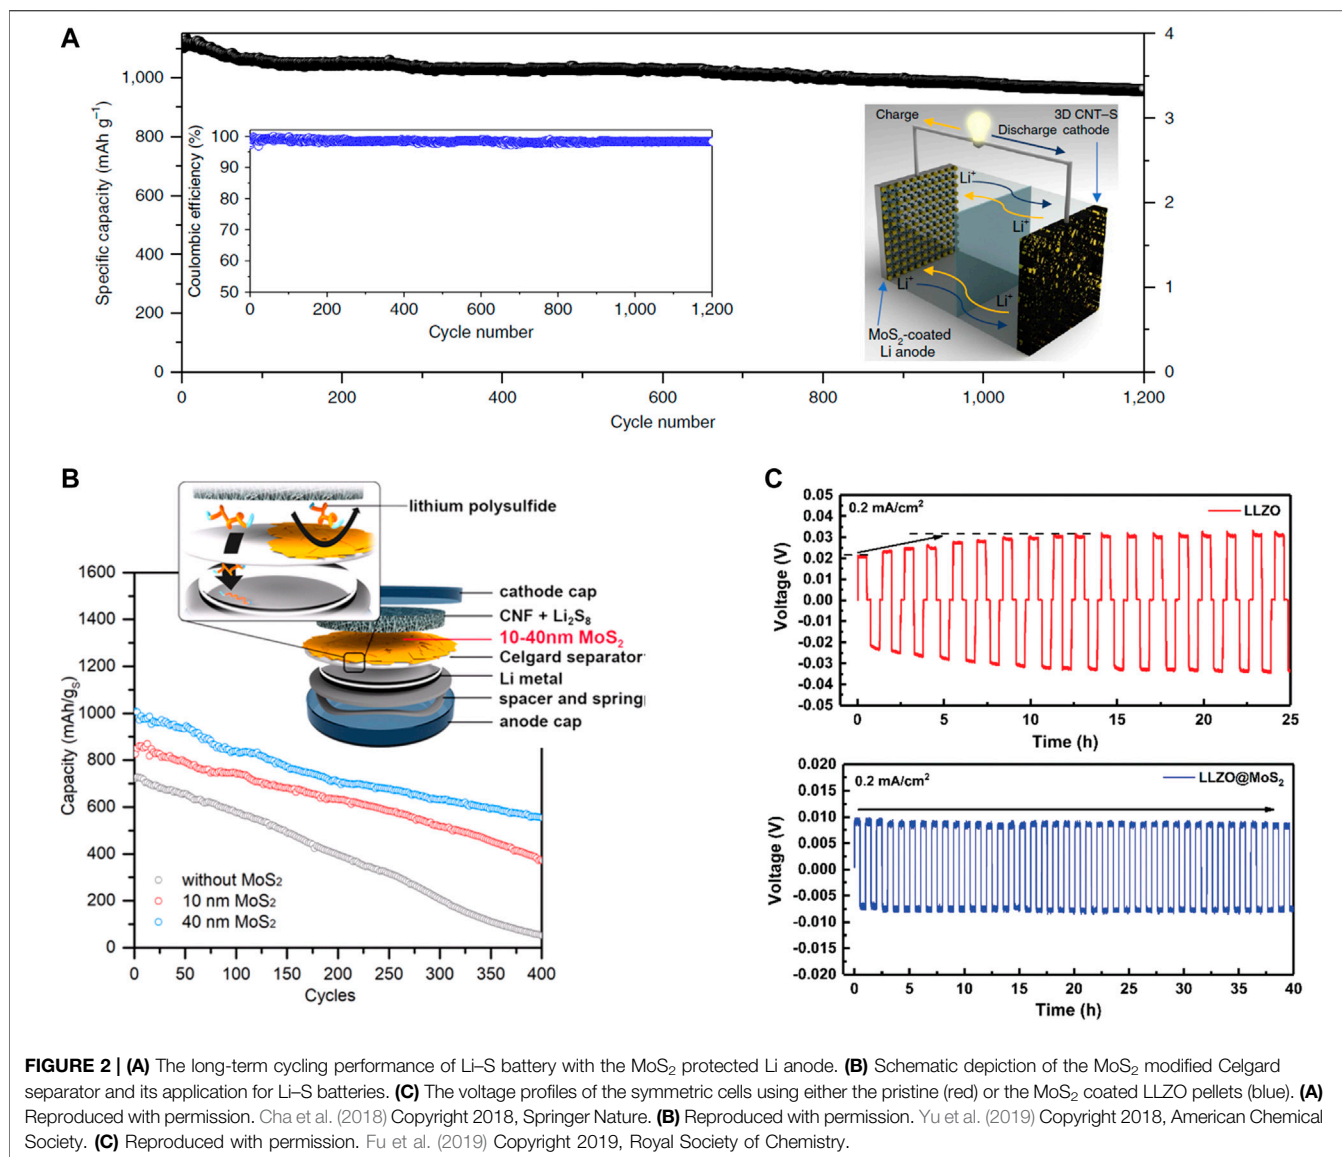 A
Specific capacity (mAh g⁻¹)
1,000
800
600
400
200
0
4
3
2
1
0
0
200
400
600
800
1,000
1,200
Cycle number
Coulombic efficiency (%)
100
90
80
70
60
50
0
200
400
600
800
1,000
1,200
Cycle number
Charge
Discharge
3D CNT–S
cathode
Li⁺
Li⁺
Li⁺
Li⁺
MoS₂-coated
Li anode
B
lithium polysulfide
cathode cap
CNF + Li₂S₈
10-40nm MoS₂
Celgard separator
Li metal
spacer and spring
anode cap
Capacity (mAh/gₛ)
1600
1400
1200
1000
800
600
400
200
0
without MoS₂
10 nm MoS₂
40 nm MoS₂
0
50
100
150
200
250
300
350
400
Cycles
C
0.05
0.04
0.03
0.02
0.01
0.00
-0.01
-0.02
-0.03
-0.04
-0.05
Voltage (V)
0.2 mA/cm²
LLZO
0
5
10
15
20
25
Time (h)
0.020
0.015
0.010
0.005
0.000
-0.005
-0.010
-0.015
-0.020
Voltage (V)
0.2 mA/cm²
LLZO@MoS₂
0
5
10
15
20
25
30
35
40
Time (h)
FIGURE 2 | (A) The long-term cycling performance of Li–S battery with the MoS₂ protected Li anode. (B) Schematic depiction of the MoS₂ modified Celgard
separator and its application for Li–S batteries. (C) The voltage profiles of the symmetric cells using either the pristine (red) or the MoS₂ coated LLZO pellets (blue). (A)
Reproduced with permission. Cha et al. (2018) Copyright 2018, Springer Nature. (B) Reproduced with permission. Yu et al. (2019) Copyright 2018, American Chemical
Society. (C) Reproduced with permission. Fu et al. (2019) Copyright 2019, Royal Society of Chemistry.